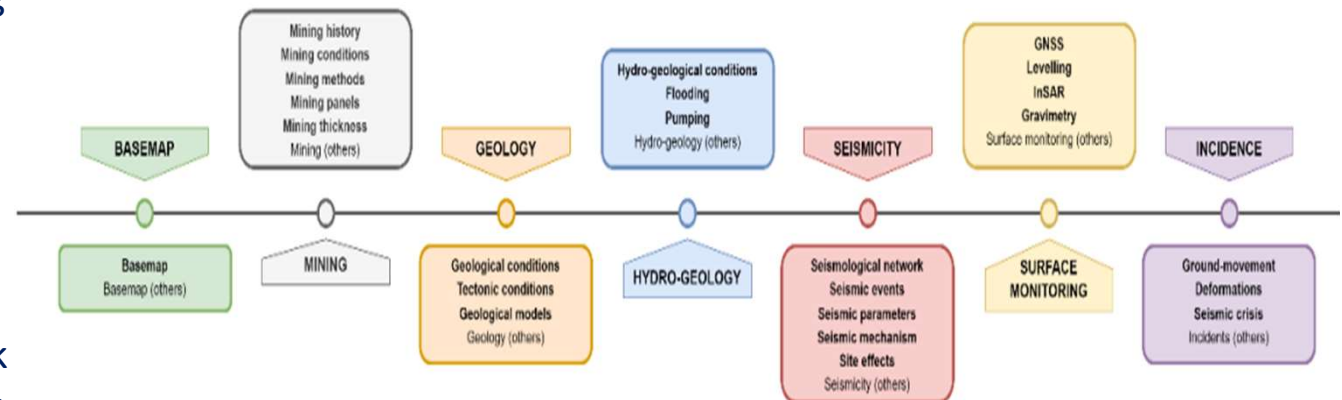 BASEMAP
Basemap
Basemap (others)
Mining history
Mining conditions
Mining methods
Mining panels
Mining thickness
Mining (others)
MINING
GEOLOGY
Geological conditions
Tectonic conditions
Geological models
Geology (others)
Hydro-geological conditions
Flooding
Pumping
Hydro-geology (others)
HYDRO-GEOLOGY
SEISMICITY
Seismological network
Seismic events
Seismic parameters
Seismic mechanism
Site effects
Seismicity (others)
GNSS
Levelling
InSAR
Gravimetry
Surface monitoring (others)
SURFACE
MONITORING
INCIDENCE
Ground-movement
Deformations
Seismic crisis
Incidents (others)